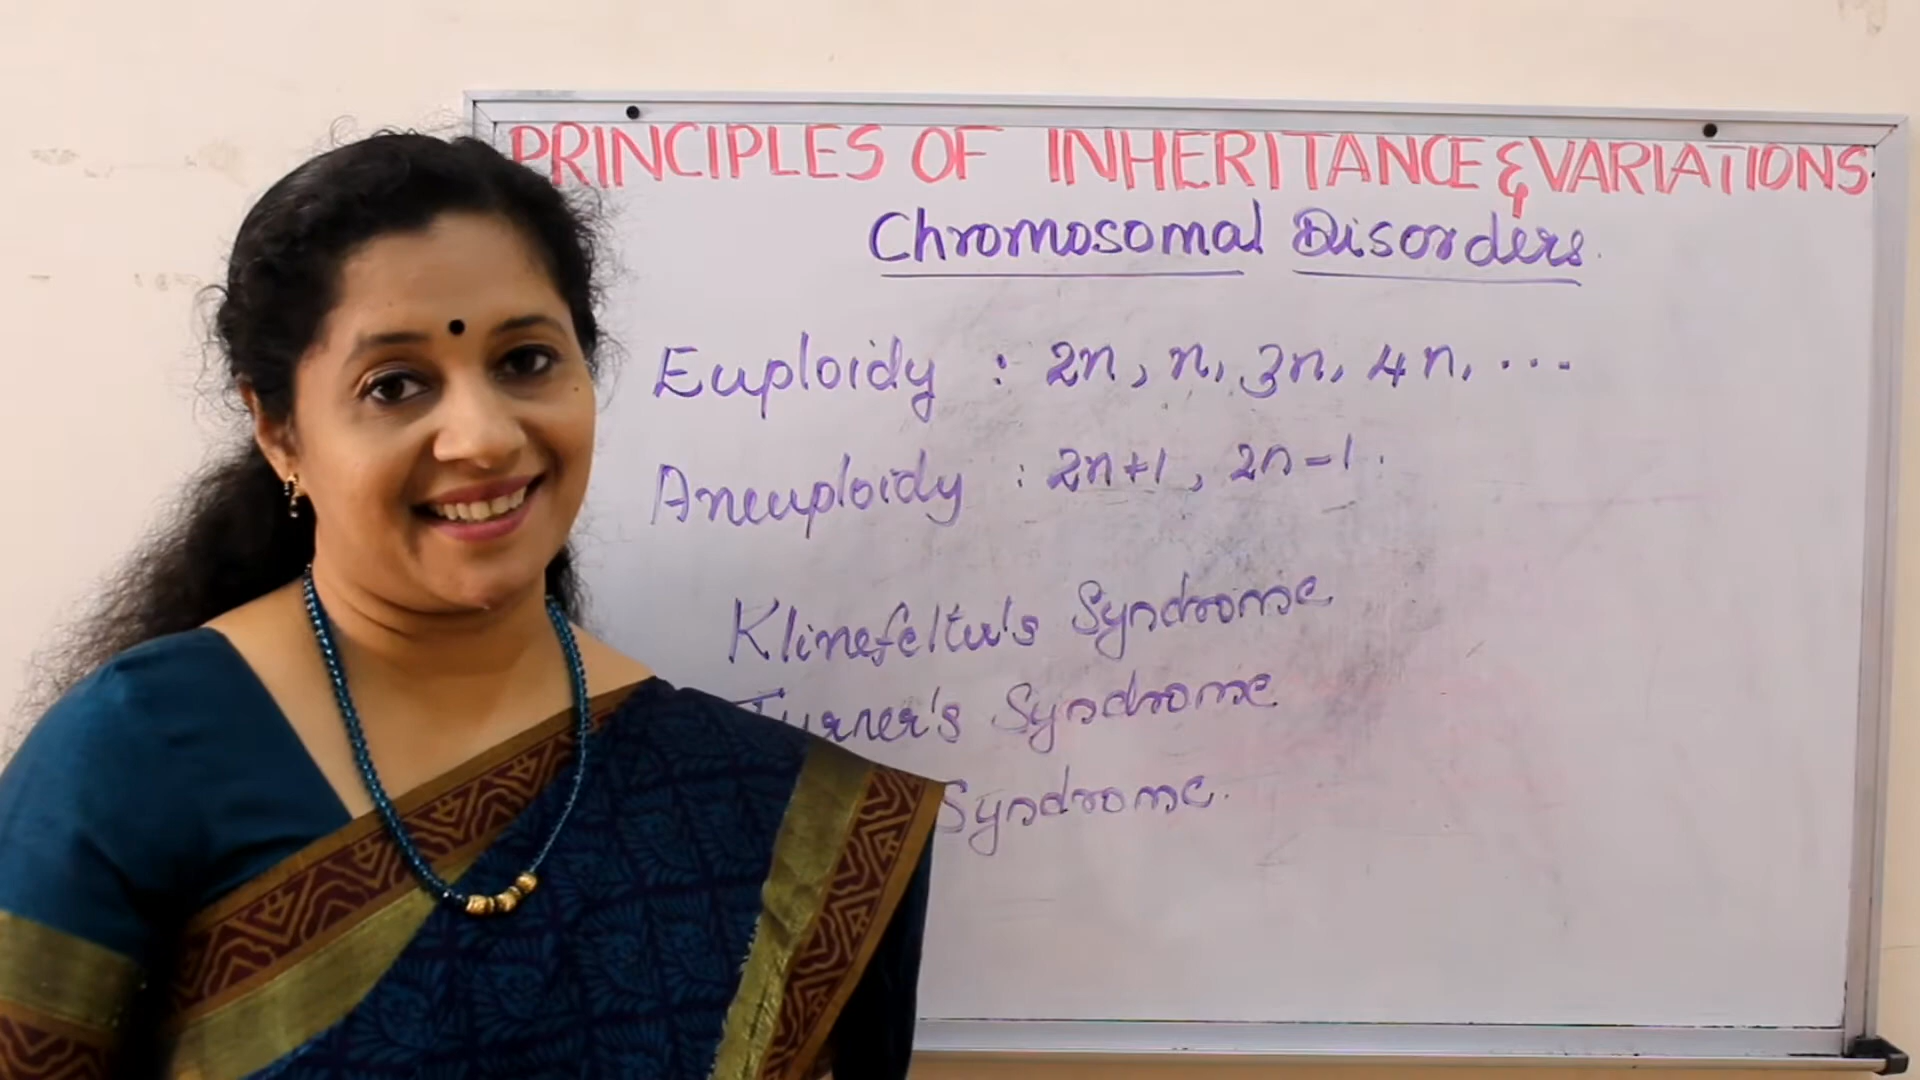 PRINCIPLES OF INHERITANCE & VARIATIONS
Chromosomal Disorders.
Euploidy : 2n, n, 3n, 4n, ...
Aneuploidy : 2n+1, 2n-1.
Klinefelter's Syndrome
Turner's Syndrome
Syndrome.